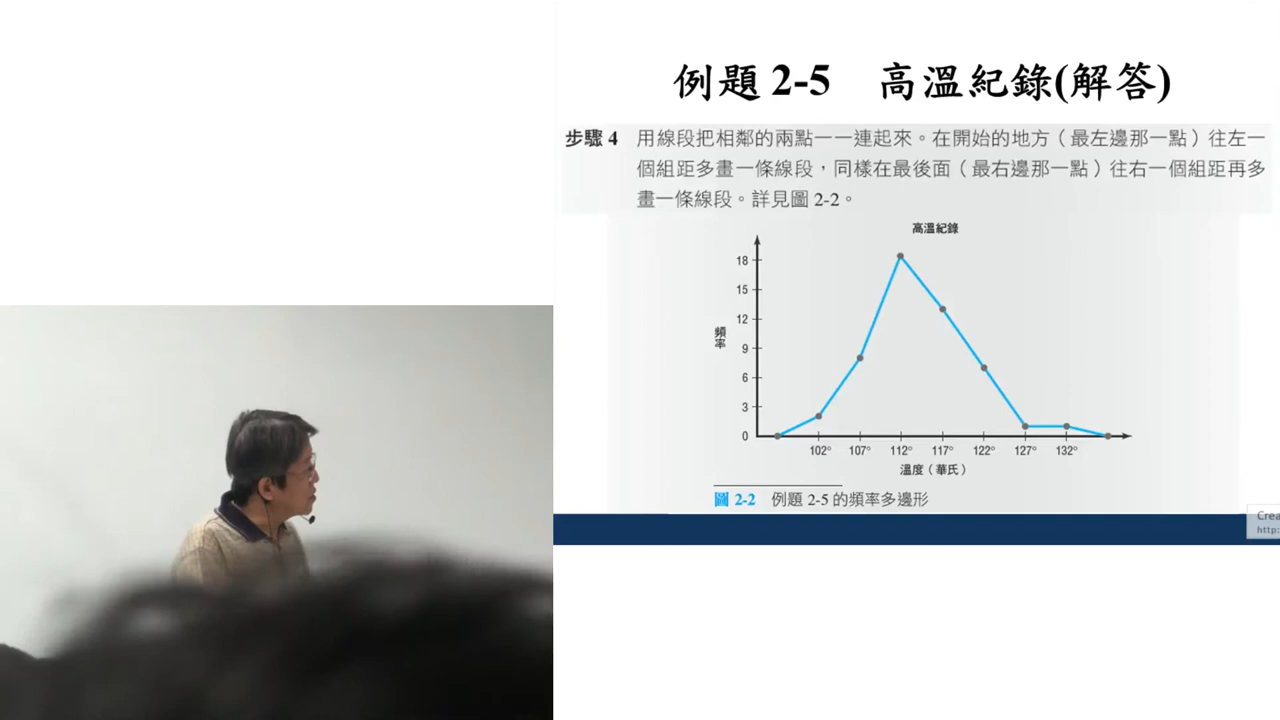 例題 2-5 高溫紀錄(解答)
步驟 4 用線段把相鄰的兩點一一連起來。在開始的地方（最左邊那一點）往左一
個組距多畫一條線段，同樣在最後面（最右邊那一點）往右一個組距再多
畫一條線段。詳見圖 2-2。
高溫紀錄
18
15
12
9
6
3
0
頻率
102° 107° 112° 117° 122° 127° 132°
溫度（華氏）
圖 2-2 例題 2-5 的頻率多邊形
Crea
http: